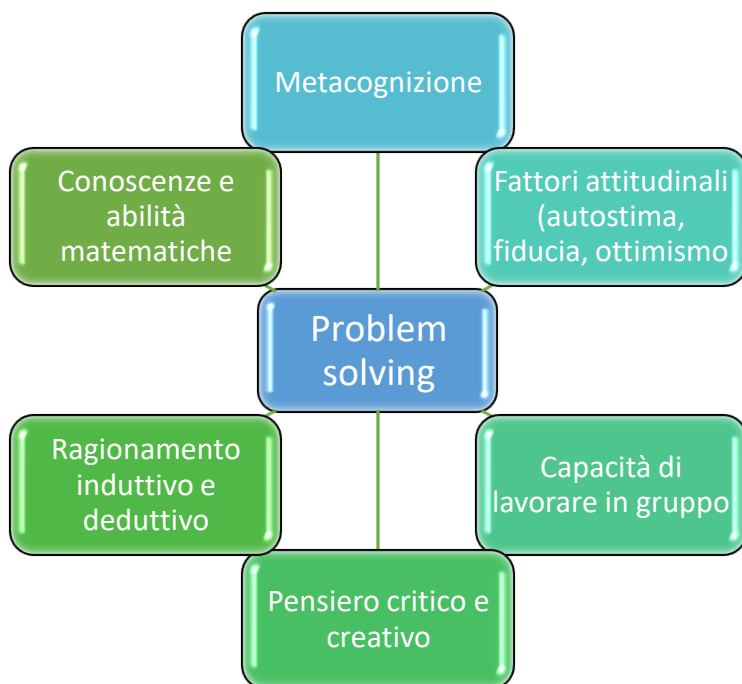 Metacognizione
Conoscenze e
abilità
matematiche
Fattori attitudinali
(autostima,
fiducia, ottimismo
Problem
solving
Ragionamento
induttivo e
deduttivo
Capacità di
lavorare in gruppo
Pensiero critico e
creativo